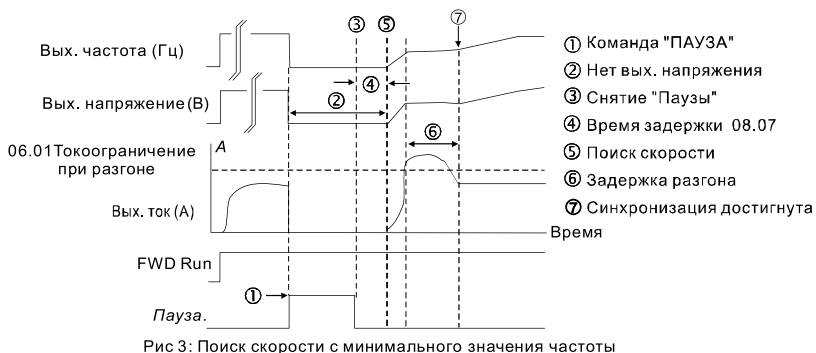 ③ ⑤ ⑦
Вых. частота (Гц)
① Команда "ПАУЗА"
② Нет вых. напряжения
④
Вых. напряжение (В)
②
③ Снятие "Паузы"
④ Время задержки 08.07
06.01 Токоограничение
при разгоне
A
⑥
⑤ Поиск скорости
⑥ Задержка разгона
Вых. ток (А)
⑦ Синхронизация достигнута
Время
FWD Run
①
Пауза.
Рис 3: Поиск скорости с минимального значения частоты